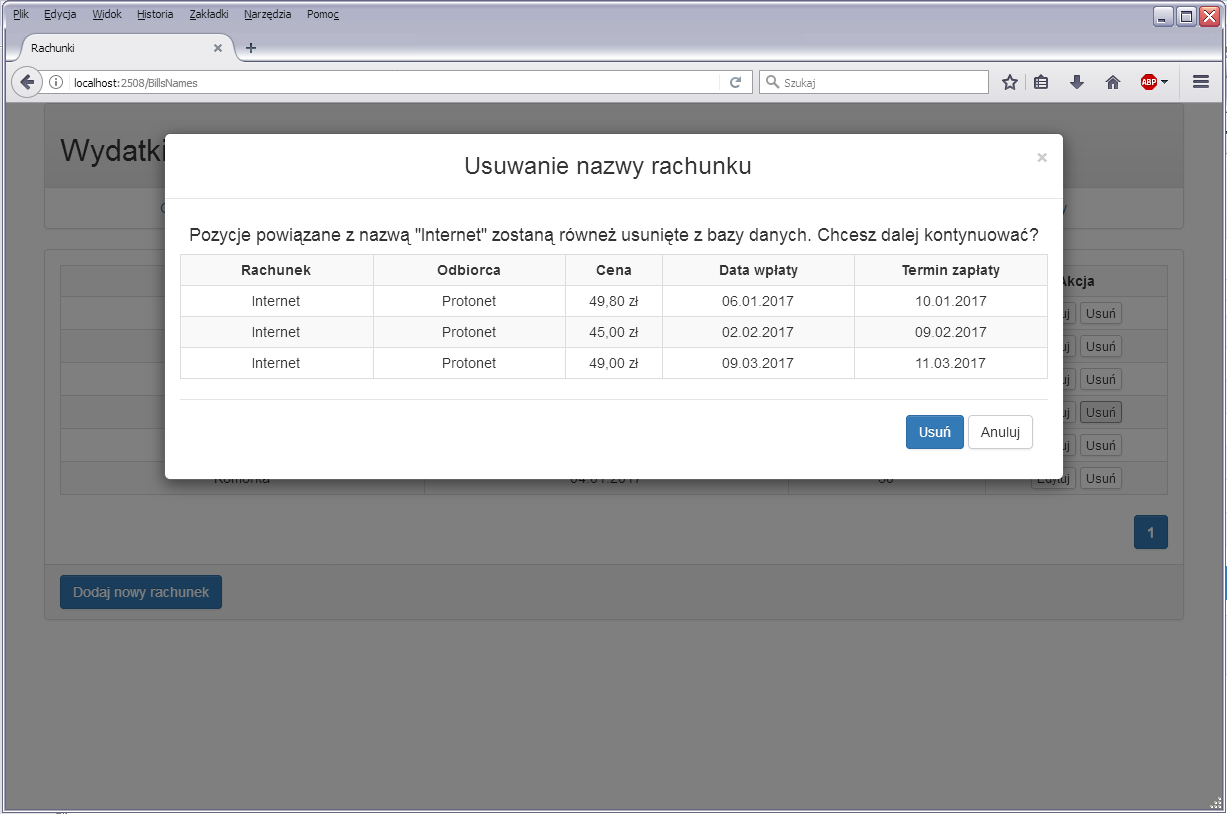 Plik Edycja Widok Historia Zakładki Narzędzia Pomoc
Rachunki
localhost:2508/BillsNames
Szukaj
ABP
Wydatki
Usuwanie nazwy rachunku
×
Pozycje powiązane z nazwą "Internet" zostaną równeż usunięte z bazy danych. Chcesz dalej kontynuować?
Rachunek Odbiorca Cena Data wpłaty Termin zapłaty
Internet Protonet 49,80 zł 06.01.2017 10.01.2017
Internet Protonet 45,00 zł 02.02.2017 09.02.2017
Internet Protonet 49,00 zł 09.03.2017 11.03.2017
Usuń Anuluj
Akcja
Usuń
Usuń
Usuń
Usuń
Usuń
Komórka 04.01.2017 30 Edytuj Usuń
1
Dodaj nowy rachunek